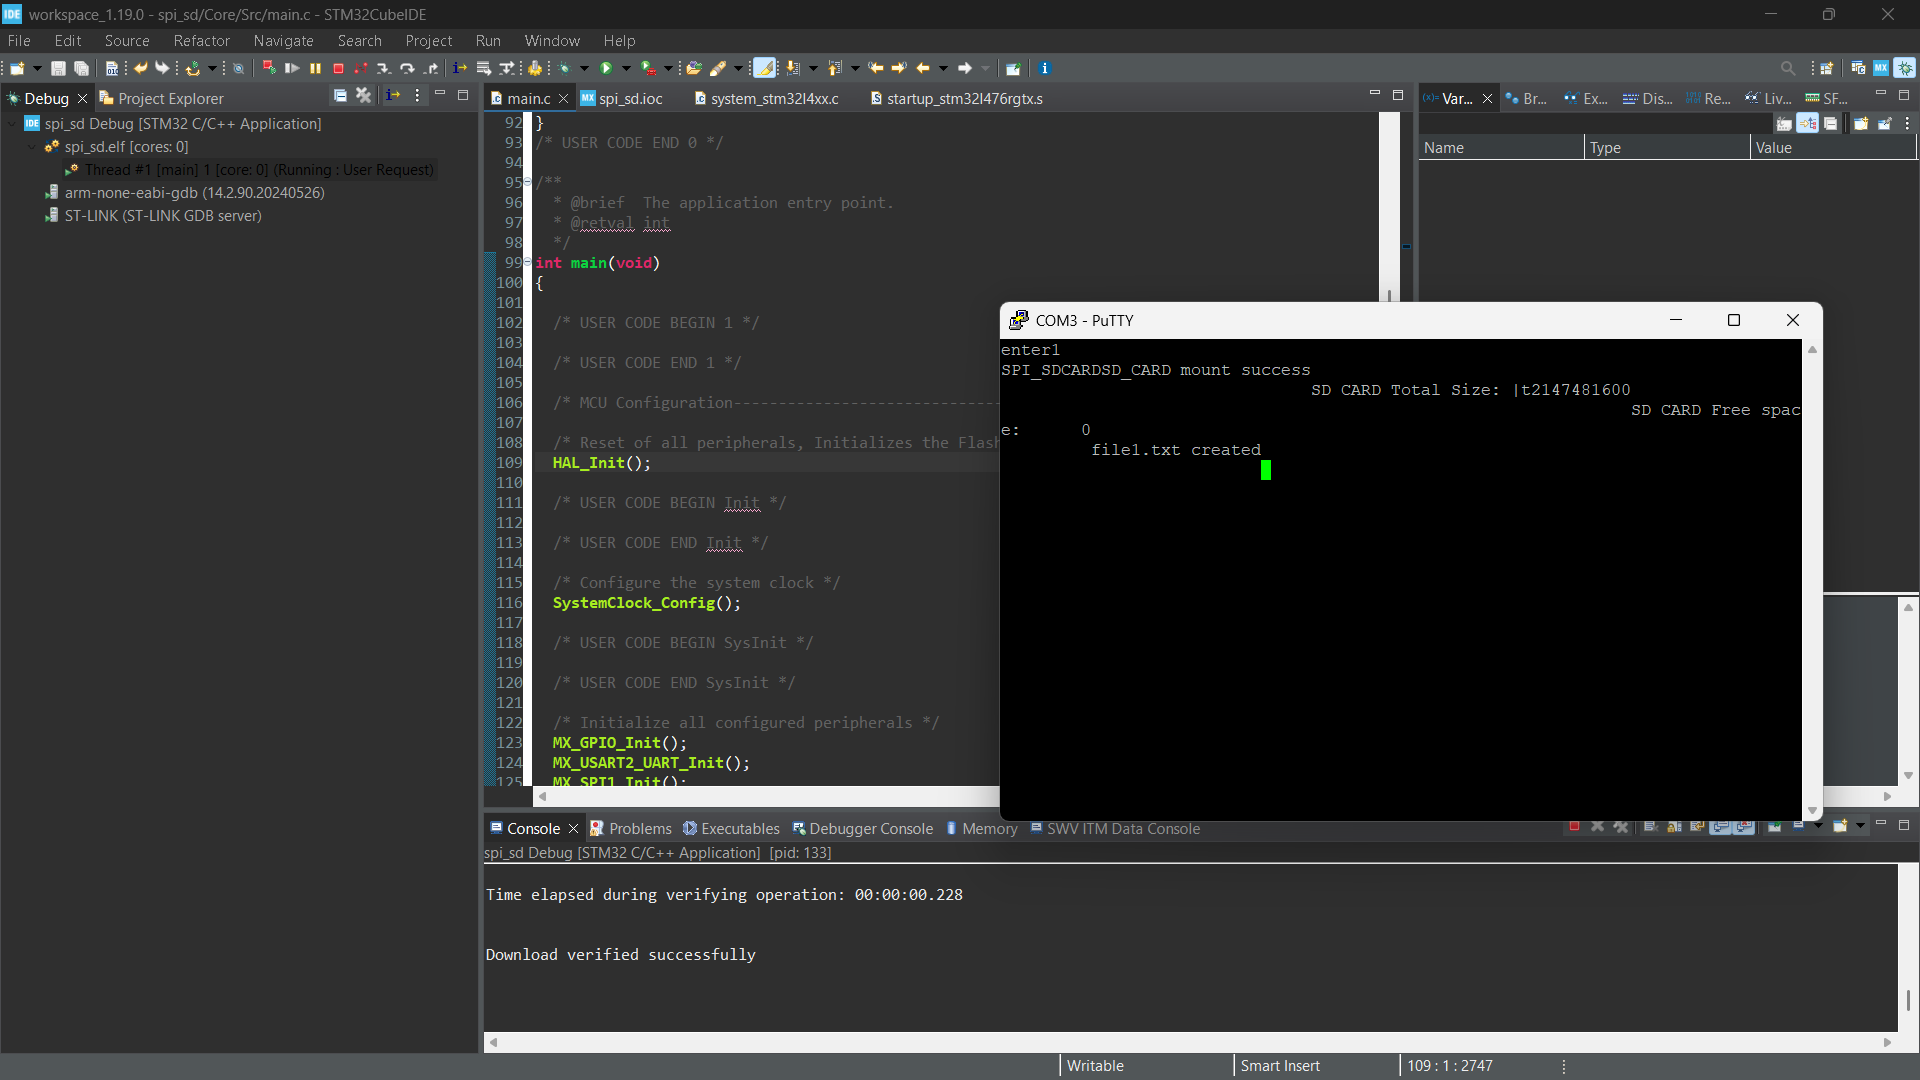 IDE workspace_1.19.0 - spi_sd/Core/Src/main.c - STM32CubeIDE
File Edit Source Refactor Navigate Search Project Run Window Help
Debug Project Explorer
IDE spi_sd Debug [STM32 C/C++ Application]
spi_sd.elf [cores: 0]
Thread #1 [main] 1 [core: 0] (Running : User Request)
arm-none-eabi-gdb (14.2.90.20240526)
ST-LINK (ST-LINK GDB server)
main.c MX spi_sd.ioc system_stm32l4xx.c startup_stm32l476rgtx.s
92 }
93 /* USER CODE END 0 */
94
95 /**
96 * @brief  The application entry point.
97 * @retval int
98 */
99 int main(void)
100 {
101
102 /* USER CODE BEGIN 1 */
103
104 /* USER CODE END 1 */
105
106 /* MCU Configuration------------------------------
107
108 /* Reset of all peripherals, Initializes the Flash
109 HAL_Init();
110
111 /* USER CODE BEGIN Init */
112
113 /* USER CODE END Init */
114
115 /* Configure the system clock */
116 SystemClock_Config();
117
118 /* USER CODE BEGIN SysInit */
119
120 /* USER CODE END SysInit */
121
122 /* Initialize all configured peripherals */
123 MX_GPIO_Init();
124 MX_USART2_UART_Init();
125 MX_SPI1_Init();
(x)= Var... Br... Ex... Dis... Re... Liv... SF...
Name Type Value
COM3 - PuTTY
enter1
SPI_SDCARDSD_CARD mount success
SD CARD Total Size: |t2147481600
SD CARD Free spac
e: 0
file1.txt created
Console Problems Executables Debugger Console Memory SWV ITM Data Console
spi_sd Debug [STM32 C/C++ Application] [pid: 133]
Time elapsed during verifying operation: 00:00:00.228
Download verified successfully
Writable Smart Insert 109 : 1 : 2747